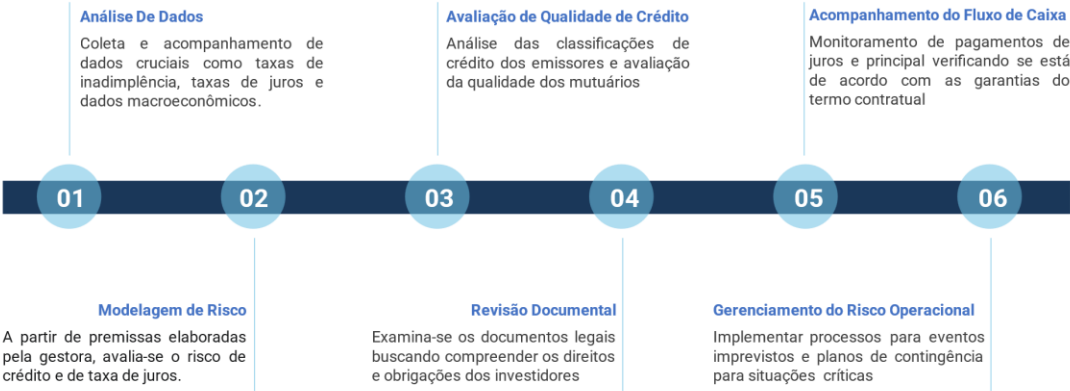 Análise De Dados
Coleta e acompanhamento de
dados cruciais como taxas de
inadimplência, taxas de juros e
dados macroeconômicos.
Avaliação de Qualidade de Crédito
Análise das classificações de
crédito dos emissores e avaliação
da qualidade dos mutuários
Acompanhamento do Fluxo de Caixa
Monitoramento de pagamentos de
juros e principal verificando se está
de acordo com as garantias do
termo contratual
01
02
03
04
05
06
Modelagem de Risco
A partir de premissas elaboradas
pela gestora, avalia-se o risco de
crédito e de taxa de juros.
Revisão Documental
Examina-se os documentos legais
buscando compreender os direitos
e obrigações dos investidores
Gerenciamento do Risco Operacional
Implementar processos para eventos
imprevistos e planos de contingência
para situações críticas